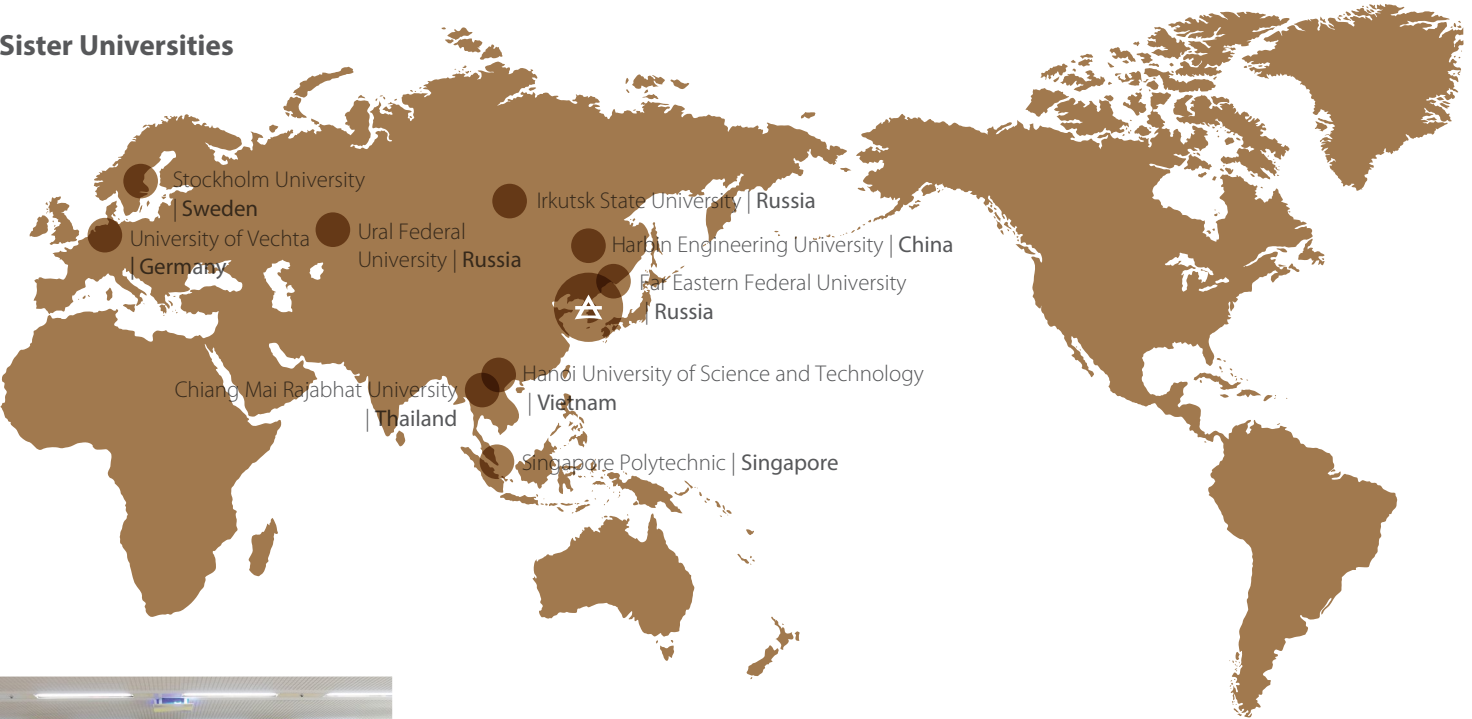 Sister Universities
Stockholm University
| Sweden
University of Vechta
| Germany
Ural Federal
University | Russia
Irkutsk State University | Russia
Harbin Engineering University | China
Far Eastern Federal University
| Russia
Hanoi University of Science and Technology
| Vietnam
Chiang Mai Rajabhat University
| Thailand
Singapore Polytechnic | Singapore